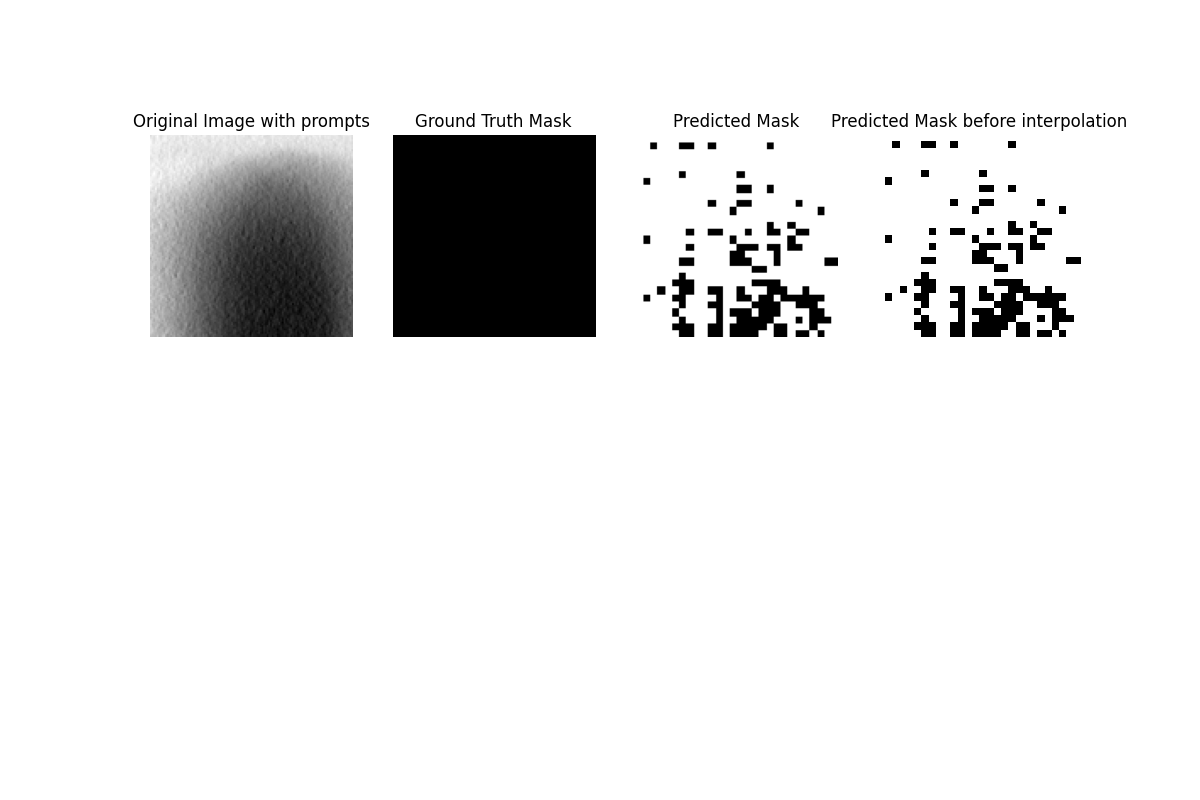 Original Image with prompts
Ground Truth Mask
Predicted Mask
Predicted Mask before interpolation